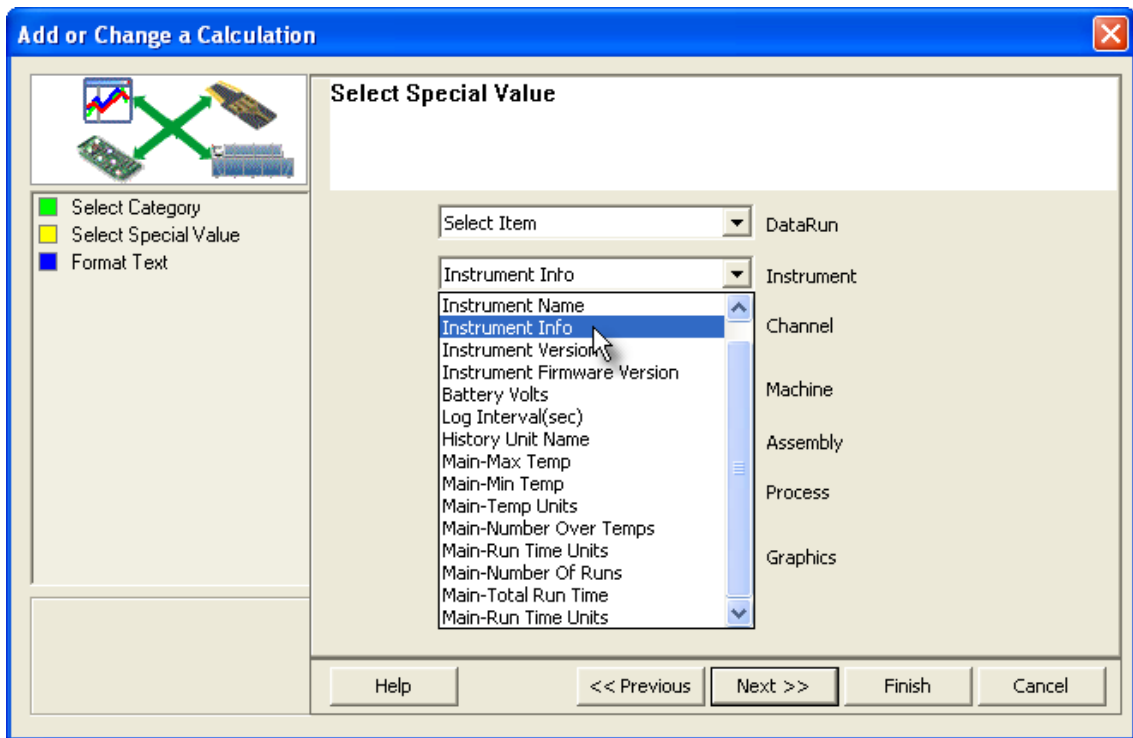 Add or Change a Calculation
Select Special Value
Select Category
Select Special Value
Format Text
Select Item
DataRun
Instrument Info
Instrument
Instrument Name
Instrument Info
Instrument Version
Instrument Firmware Version
Battery Volts
Log Interval(sec)
History Unit Name
Main-Max Temp
Main-Min Temp
Main-Temp Units
Main-Number Over Temps
Main-Run Time Units
Main-Number Of Runs
Main-Total Run Time
Main-Run Time Units
Channel
Machine
Assembly
Process
Graphics
Help
<< Previous
Next >>
Finish
Cancel